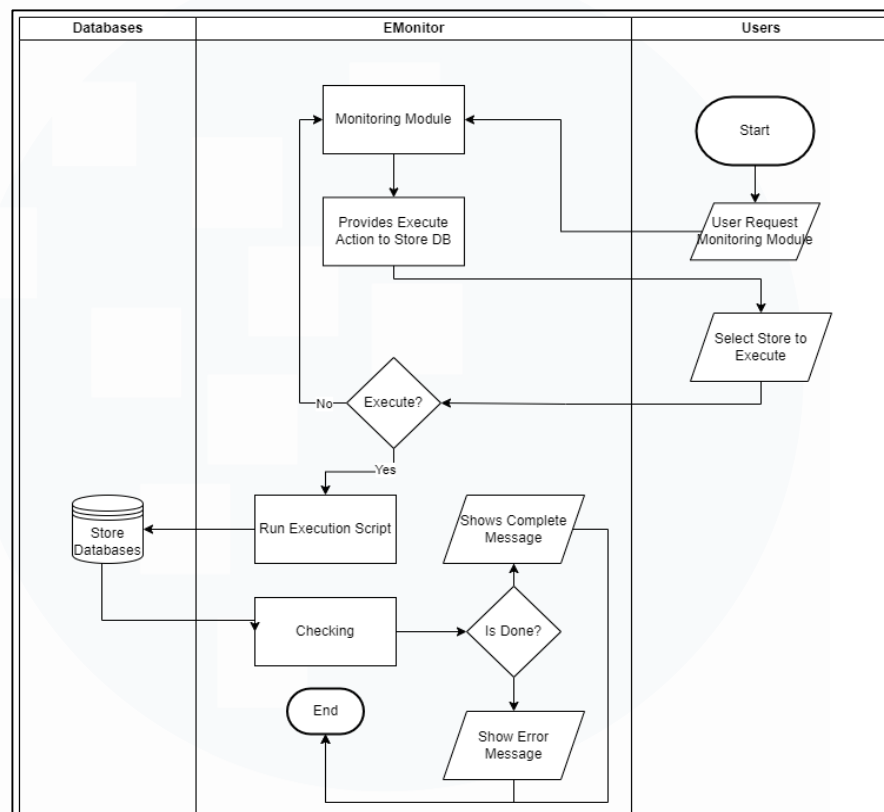 Databases
EMonitor
Users
Start
Monitoring Module
User Request
Monitoring Module
Provides Execute
Action to Store DB
Select Store to
Execute
Execute?
No
Yes
Run Execution Script
Store
Databases
Shows Complete
Message
Checking
Is Done?
End
Show Error
Message